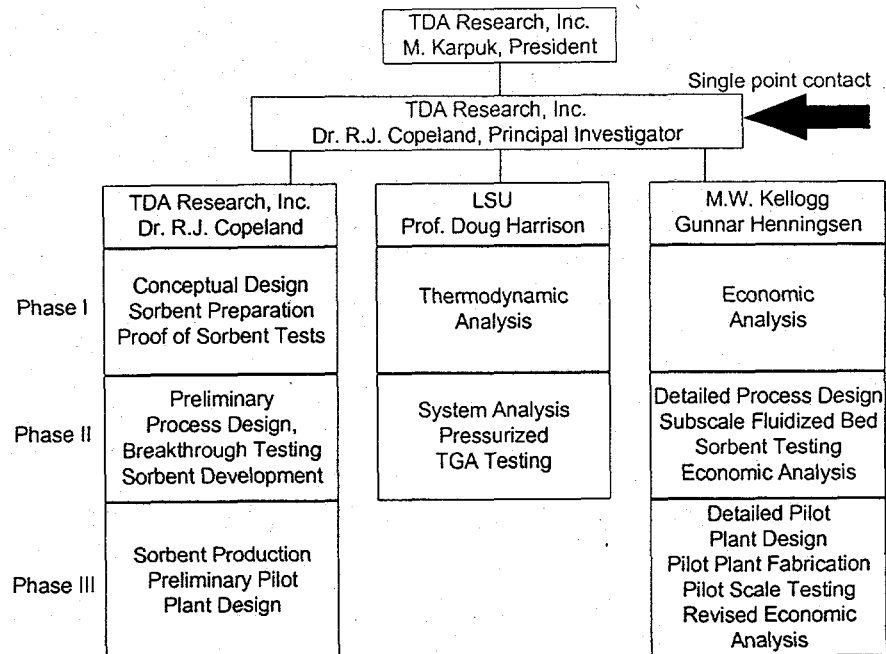 TDA Research, Inc.
M. Karpuk, President
Single point contact
TDA Research, Inc.
Dr. R.J. Copeland, Principal Investigator
TDA Research, Inc.
Dr. R.J. Copeland
LSU
Prof. Doug Harrison
M.W. Kellogg
Gunnar Henningsen
Phase I
Conceptual Design
Sorbent Preparation
Proof of Sorbent Tests
Thermodynamic
Analysis
Economic
Analysis
Phase II
Preliminary
Process Design,
Breakthrough Testing
Sorbent Development
System Analysis
Pressurized
TGA Testing
Detailed Process Design
Subscale Fluidized Bed
Sorbent Testing
Economic Analysis
Phase III
Sorbent Production
Preliminary Pilot
Plant Design
Detailed Pilot
Plant Design
Pilot Plant Fabrication
Pilot Scale Testing
Revised Economic
Analysis